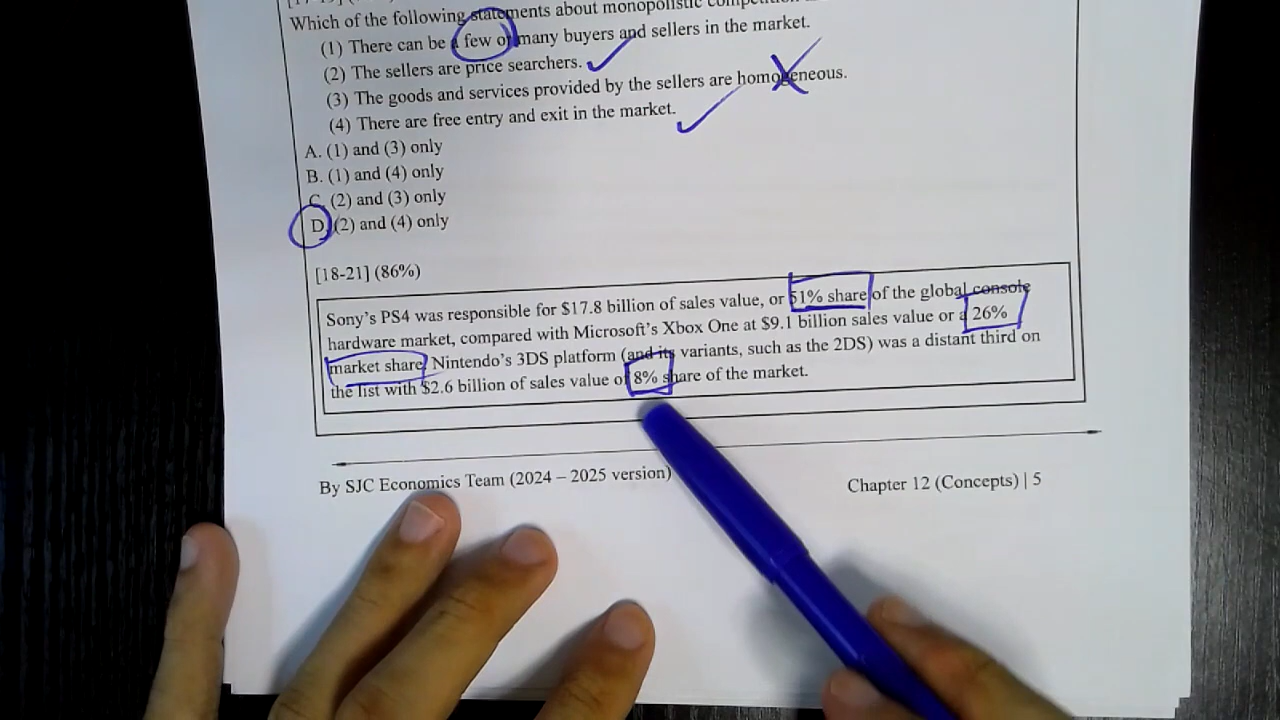 Which of the following statements about monopolistic
(1) There can be a few or many buyers and sellers in the market.
(2) The sellers are price searchers.
(3) The goods and services provided by the sellers are homogeneous.
(4) There are free entry and exit in the market.
A. (1) and (3) only
B. (1) and (4) only
C. (2) and (3) only
D. (2) and (4) only
[18-21] (86%)
Sony's PS4 was responsible for $17.8 billion of sales value, or 51% share of the global console
hardware market, compared with Microsoft's Xbox One at $9.1 billion sales value or a 26%
market share. Nintendo's 3DS platform (and its variants, such as the 2DS) was a distant third on
the list with $2.6 billion of sales value of 8% share of the market.
By SJC Economics Team (2024 – 2025 version)
Chapter 12 (Concepts) | 5